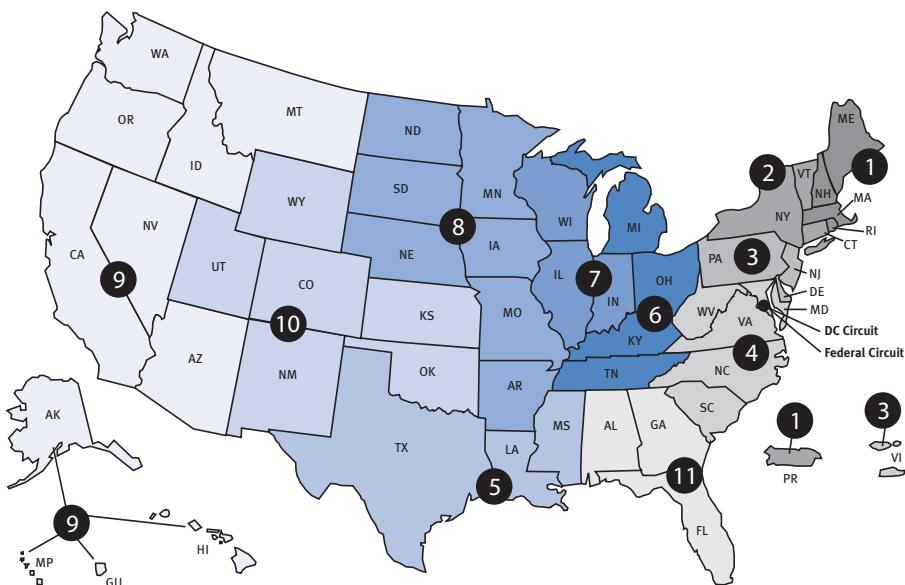 WA
MT
ND
ME
OR
MN
VT
1
2
ID
NH
SD
WI
MA
WY
MI
NY
RI
8
CT
NV
IA
PA
3
NE
CA
UT
9
7
NJ
IL
IN
OH
DE
CO
MD
WV
VA
KS
MO
6
DC Circuit
10
KY
Federal Circuit
4
AZ
OK
NC
NM
TN
AR
SC
AK
MS
AL
GA
1
3
TX
LA
VI
11
PR
5
9
FL
HI
MP
GU